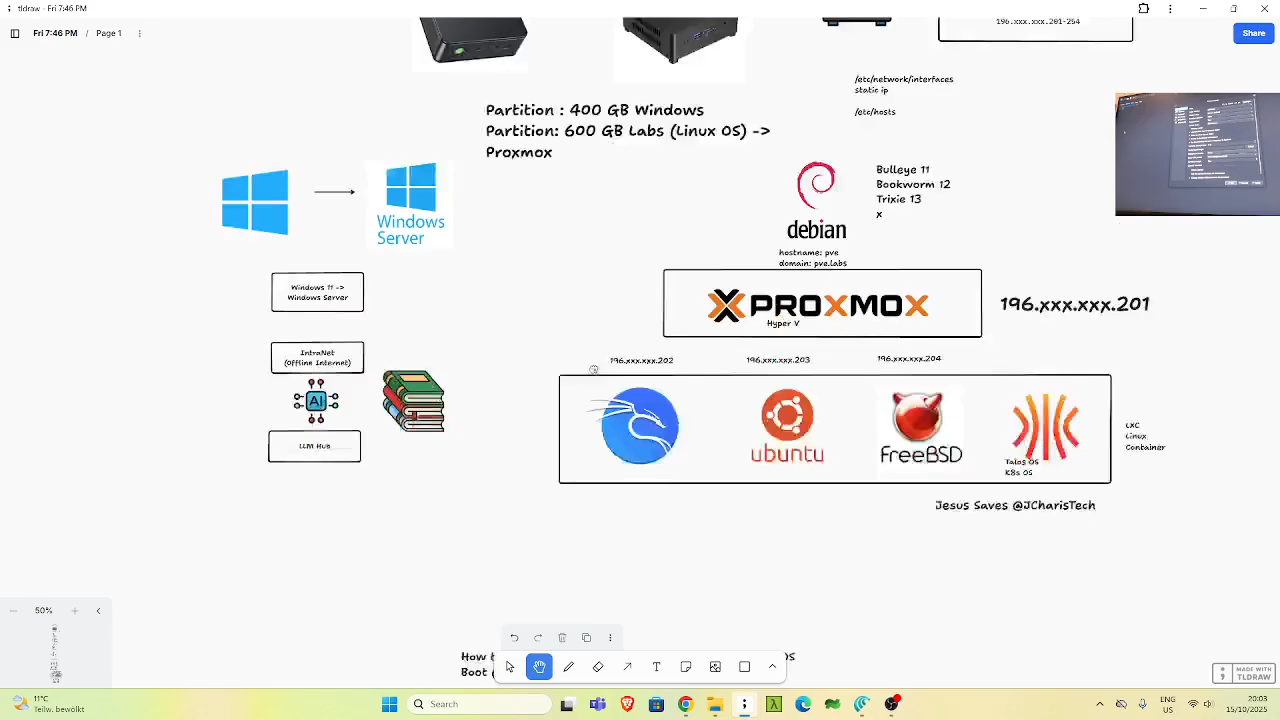 tldraw - Fri 7:46 PM
Fri 7:46 PM / Page 1
Share
196.xxx.xxx.201-254
/etc/network/interfaces
static ip
/etc/hosts
Partition : 400 GB Windows
Partition: 600 GB Labs (Linux OS) ->
Proxmox
Windows
Server
debian
Bulleye 11
Bookworm 12
Trixie 13
x
hostname: pve
domain: pve.labs
Windows 11 ->
Windows Server
PROXMOX
Hyper V
196.xxx.xxx.201
IntraNet
(Offline Internet)
AI
LLM Hub
196.xxx.xxx.202
196.xxx.xxx.203
196.xxx.xxx.204
ubuntu
FreeBSD
Talos OS
K8s OS
LXC
Linux
Container
Jesus Saves @JCharisTech
50%
How
OS
Boot
MADE WITH
TLDRAW
11°C
Teilw. bewölkt
Search
ENG
US
20:03
15/10/2025